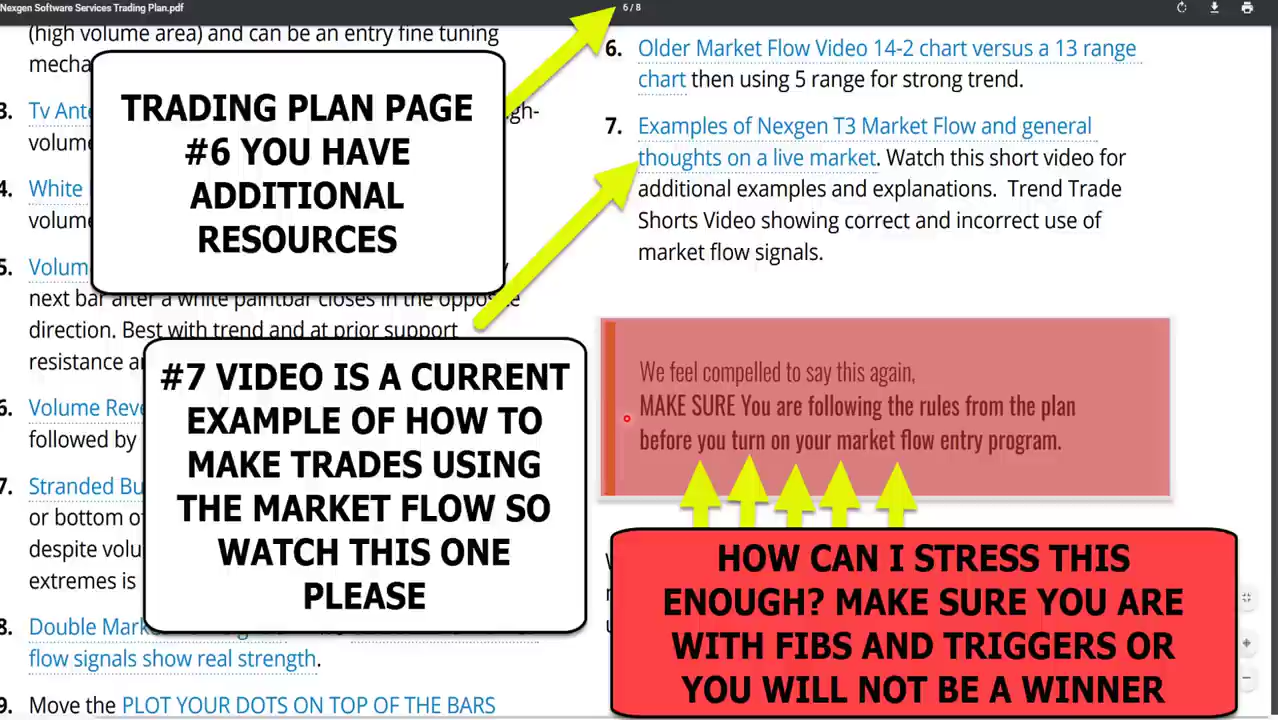 Nexgen Software Services Trading Plan.pdf
6 / 8
(high volume area) and can be an entry fine tuning
mecha
3. Tv Ante
gh-
volume
4. White
volum
5. Volum
next bar after a white paintbar closes in the opposite
direction. Best with trend and at prior support
resistance a
6. Volume Reve
followed by
7. Stranded Bu
or bottom of
despite volu
extremes is
8. Double Mark
flow signals show real strength.
9. Move the PLOT YOUR DOTS ON TOP OF THE BARS
TRADING PLAN PAGE
#6 YOU HAVE
ADDITIONAL
RESOURCES
#7 VIDEO IS A CURRENT
EXAMPLE OF HOW TO
MAKE TRADES USING
THE MARKET FLOW SO
WATCH THIS ONE
PLEASE
6. Older Market Flow Video 14-2 chart versus a 13 range
chart then using 5 range for strong trend.
7. Examples of Nexgen T3 Market Flow and general
thoughts on a live market. Watch this short video for
additional examples and explanations. Trend Trade
Shorts Video showing correct and incorrect use of
market flow signals.
We feel compelled to say this again,
MAKE SURE You are following the rules from the plan
before you turn on your market flow entry program.
HOW CAN I STRESS THIS
ENOUGH? MAKE SURE YOU ARE
WITH FIBS AND TRIGGERS OR
YOU WILL NOT BE A WINNER